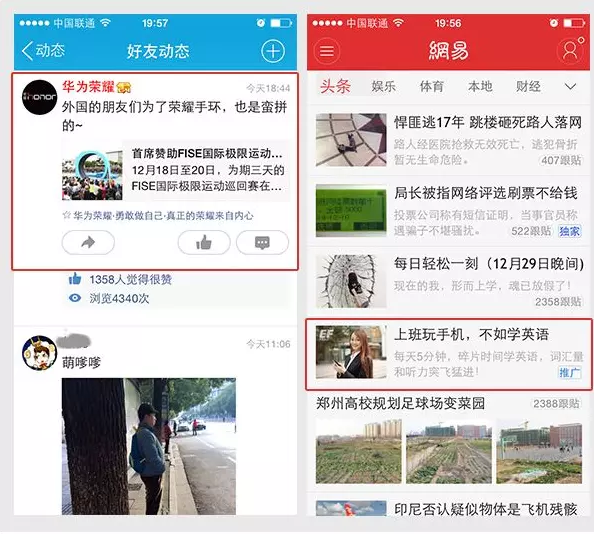 中国联通
19:57
动态
好友动态
honor
华为荣耀
今天18:44
外国的朋友们为了荣耀手环，也是蛮拼
的~
首席赞助FISE国际极限运动...
12月18日至20日，为期三天的
FISE国际极限运动巡回赛在...
华为荣耀·勇敢做自己·真正的荣耀来自内心
1358人觉得很赞
浏览4340次
今天11:06
萌嗲嗲
中国联通
19:56
網易
头条
娱乐
体育
本地
财经
悍匪逃17年 跳楼砸死路人落网
路人经医院抢救无效死亡，逃犯骨折
暂无生命危险。
407跟贴
局长被指网络评选刷票不给钱
投票公司称有短信证明，当事官员称
遇骗子不堪骚扰。
522跟贴
独家
每日轻松一刻（12月29日晚间)
现在的我，形而上学，魂已放假了！
2358跟贴
上班玩手机，不如学英语
每天5分钟，碎片时间学英语，词汇量
和听力突飞猛进！
推广
郑州高校规划足球场变菜园
2388跟贴
印尼否认疑似物体是飞机残骸